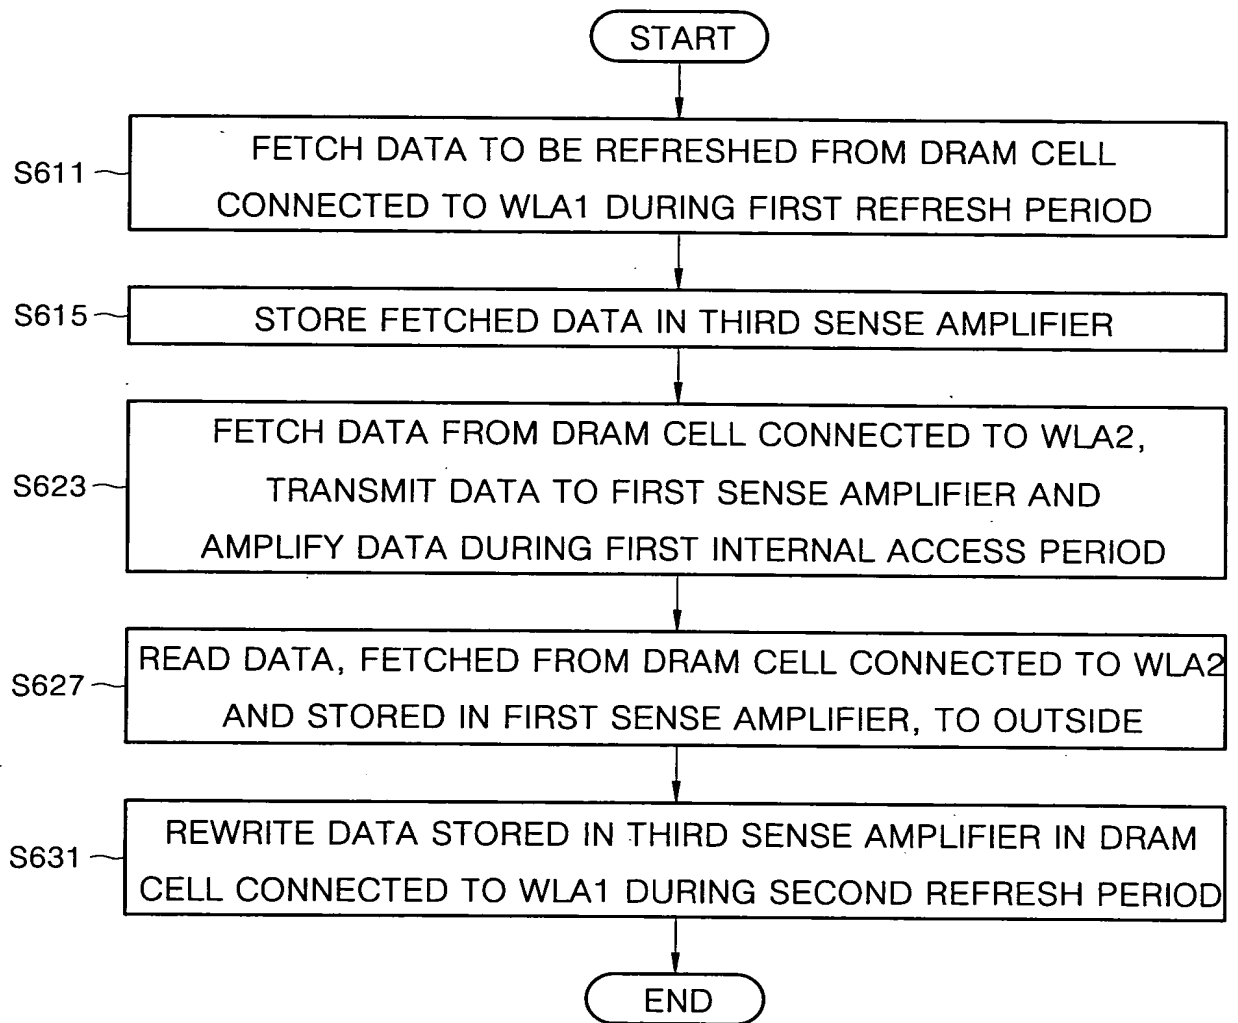 START
S611
FETCH DATA TO BE REFRESHED FROM DRAM CELL
CONNECTED TO WLA1 DURING FIRST REFRESH PERIOD
S615
STORE FETCHED DATA IN THIRD SENSE AMPLIFIER
S623
FETCH DATA FROM DRAM CELL CONNECTED TO WLA2,
TRANSMIT DATA TO FIRST SENSE AMPLIFIER AND
AMPLIFY DATA DURING FIRST INTERNAL ACCESS PERIOD
S627
READ DATA, FETCHED FROM DRAM CELL CONNECTED TO WLA2
AND STORED IN FIRST SENSE AMPLIFIER, TO OUTSIDE
S631
REWRITE DATA STORED IN THIRD SENSE AMPLIFIER IN DRAM
CELL CONNECTED TO WLA1 DURING SECOND REFRESH PERIOD
END